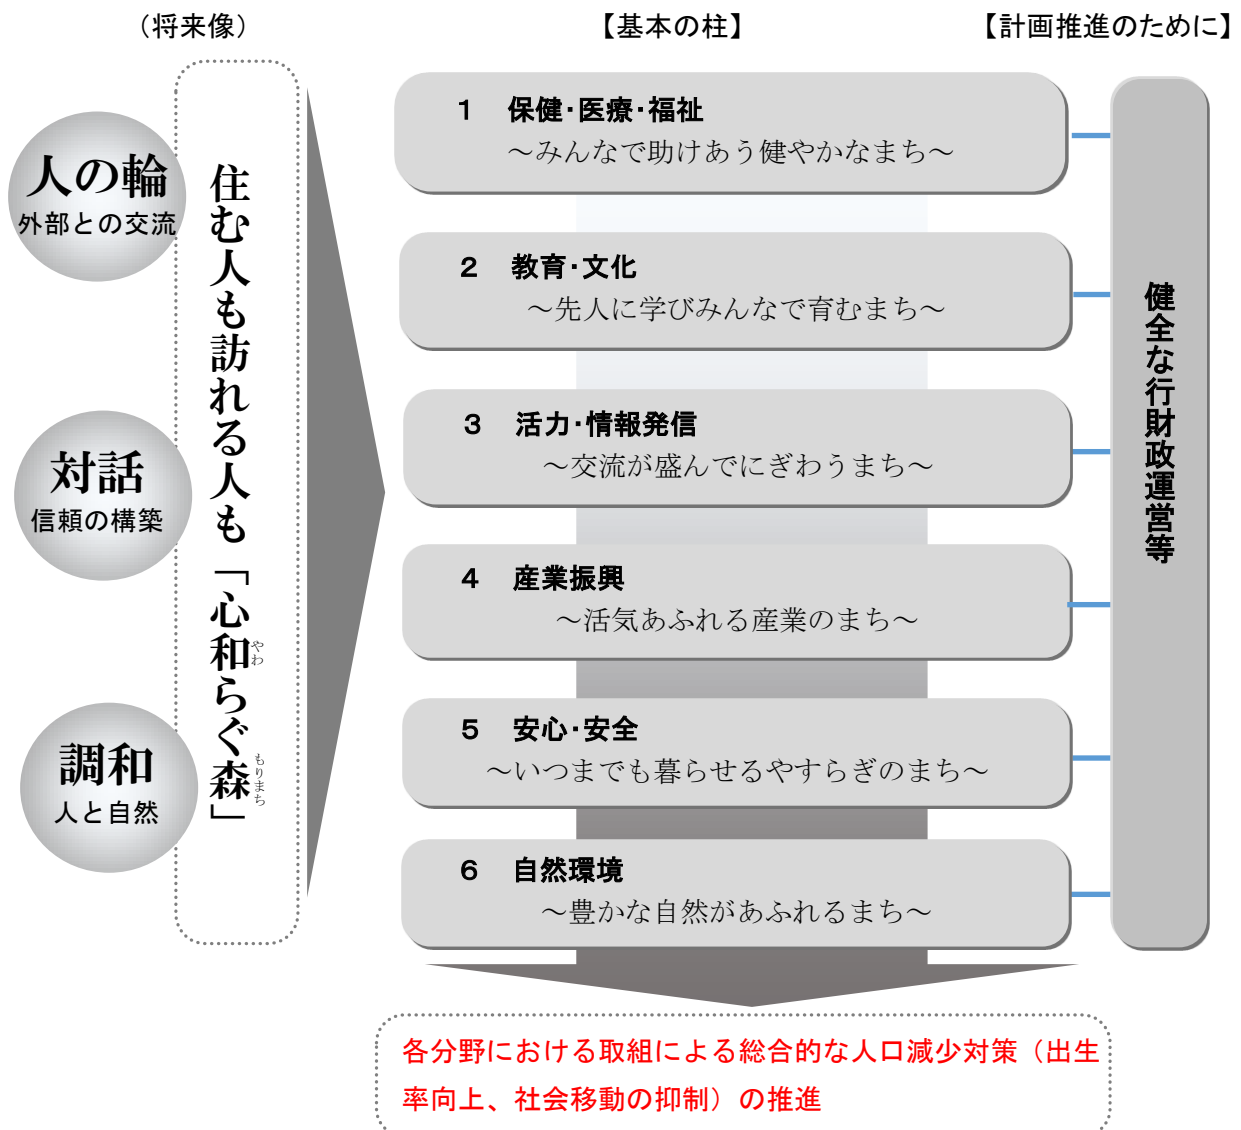 （将来像）
【基本の柱】
【計画推進のために】
人の輪
外部との交流
対話
信頼の構築
調和
人と自然
住む人も訪れる人も「心和らぐ森」
やわ
もりまち
1 保健・医療・福祉
～みんなで助けあう健やかなまち～
2 教育・文化
～先人に学びみんなで育むまち～
3 活力・情報発信
～交流が盛んでにぎわうまち～
4 産業振興
～活気あふれる産業のまち～
5 安心・安全
～いつまでも暮らせるやすらぎのまち～
6 自然環境
～豊かな自然があふれるまち～
健全な行財政運営等
各分野における取組による総合的な人口減少対策（出生
率向上、社会移動の抑制）の推進